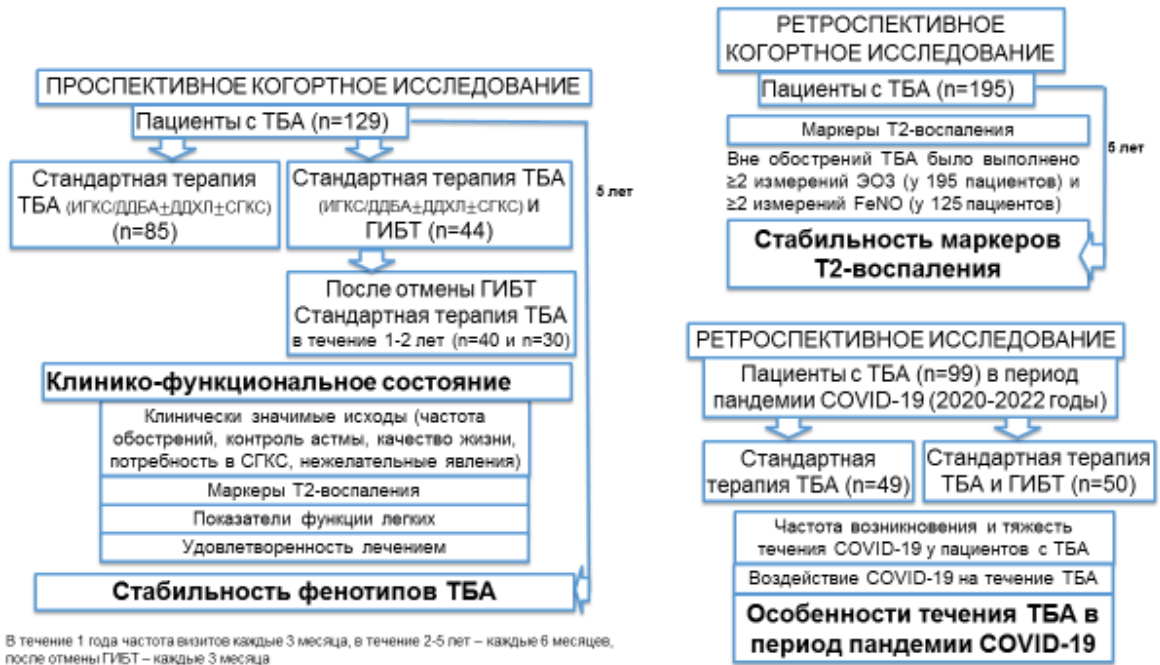 ПРОСПЕКТИВНОЕ КОГОРТНОЕ ИССЛЕДОВАНИЕ
Пациенты с ТБА (n=129)
Стандартная терапия
ТБА (ИГКС/ДДБА±ДДХЛ±СГКС)
(n=85)
Стандартная терапия ТБА
(ИГКС/ДДБА±ДДХЛ±СГКС) и
ГИБТ (n=44)
5 лет
После отмены ГИБТ
Стандартная терапия ТБА
в течение 1-2 лет (n=40 и n=30)
Клинико-функциональное состояние
Клинически значимые исходы (частота
обострений, контроль астмы, качество жизни,
потребность в СГКС, нежелательные явления)
Маркеры Т2-воспаления
Показатели функции легких
Удовлетворенность лечением
Стабильность фенотипов ТБА
В течение 1 года частота визитов каждые 3 месяца, в течение 2-5 лет – каждые 6 месяцев,
после отмены ГИБТ – каждые 3 месяца
РЕТРОСПЕКТИВНОЕ
КОГОРТНОЕ ИССЛЕДОВАНИЕ
Пациенты с ТБА (n=195)
Маркеры Т2-воспаления
Вне обострений ТБА было выполнено
≥2 измерений ЭОЗ (у 195 пациентов) и
≥2 измерений FeNO (у 125 пациентов)
5 лет
Стабильность маркеров
Т2-воспаления
РЕТРОСПЕКТИВНОЕ ИССЛЕДОВАНИЕ
Пациенты с ТБА (n=99) в период
пандемии COVID-19 (2020-2022 годы)
Стандартная
терапия ТБА (n=49)
Стандартная терапия
ТБА и ГИБТ (n=50)
Частота возникновения и тяжесть
течения COVID-19 у пациентов с ТБА
Воздействие COVID-19 на течение ТБА
Особенности течения ТБА в
период пандемии COVID-19